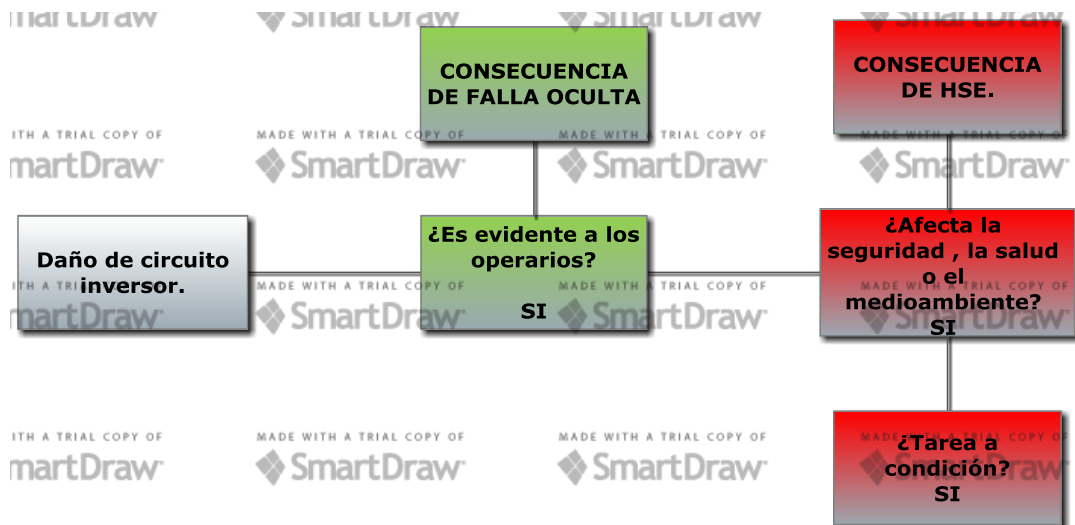 CONSECUENCIA
DE FALLA OCULTA
CONSECUENCIA
DE HSE.
MADE WITH A TRIAL COPY OF
SmartDraw
Daño de circuito
inversor.
¿Es evidente a los
operarios?
SI
¿Afecta la
seguridad , la salud
o el
medioambiente?
SI
¿Tarea a
condición?
SI